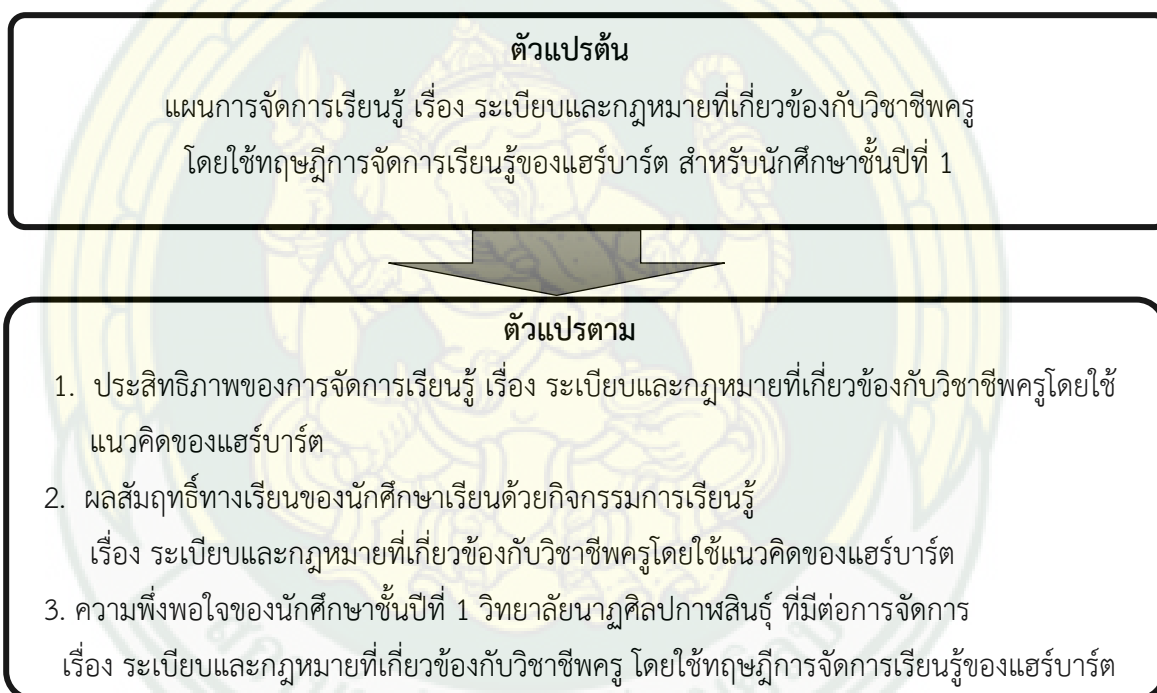 ตัวแปรต้น
แผนการจัดการเรียนรู้ เรื่อง ระเบียบและกฎหมายที่เกี่ยวข้องกับวิชาชีพครู
โดยใช้ทฤษฎีการจัดการเรียนรู้ของแฮร์บาร์ต สำหรับนักศึกษาชั้นปีที่ 1
ตัวแปรตาม
1. ประสิทธิภาพของการจัดการเรียนรู้ เรื่อง ระเบียบและกฎหมายที่เกี่ยวข้องกับวิชาชีพครูโดยใช้
แนวคิดของแฮร์บาร์ต
2. ผลสัมฤทธิ์ทางเรียนของนักศึกษาเรียนด้วยกิจกรรมการเรียนรู้
เรื่อง ระเบียบและกฎหมายที่เกี่ยวข้องกับวิชาชีพครูโดยใช้แนวคิดของแฮร์บาร์ต
3. ความพึ่งพอใจของนักศึกษาชั้นปีที่ 1 วิทยาลัยนาฏศิลปกาฬสินธุ์ ที่มีต่อการจัดการ
เรื่อง ระเบียบและกฎหมายที่เกี่ยวข้องกับวิชาชีพครู โดยใช้ทฤษฎีการจัดการเรียนรู้ของแฮร์บาร์ต